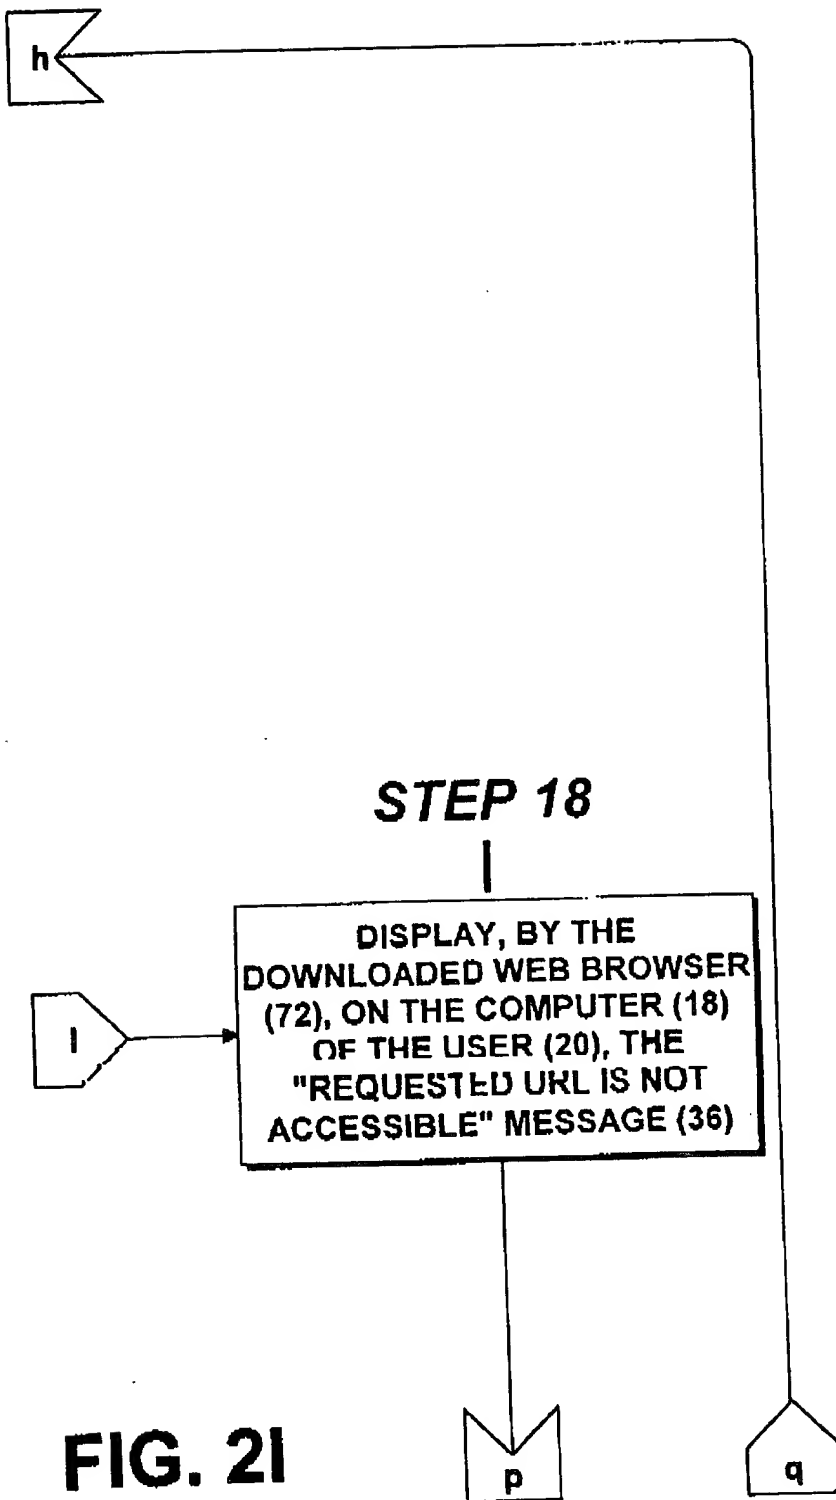 h
STEP 18
DISPLAY, BY THE
DOWNLOADED WEB BROWSER
(72), ON THE COMPUTER (18)
OF THE USER (20), THE
"REQUESTED URL IS NOT
ACCESSIBLE" MESSAGE (36)
l
FIG. 2I
p
q